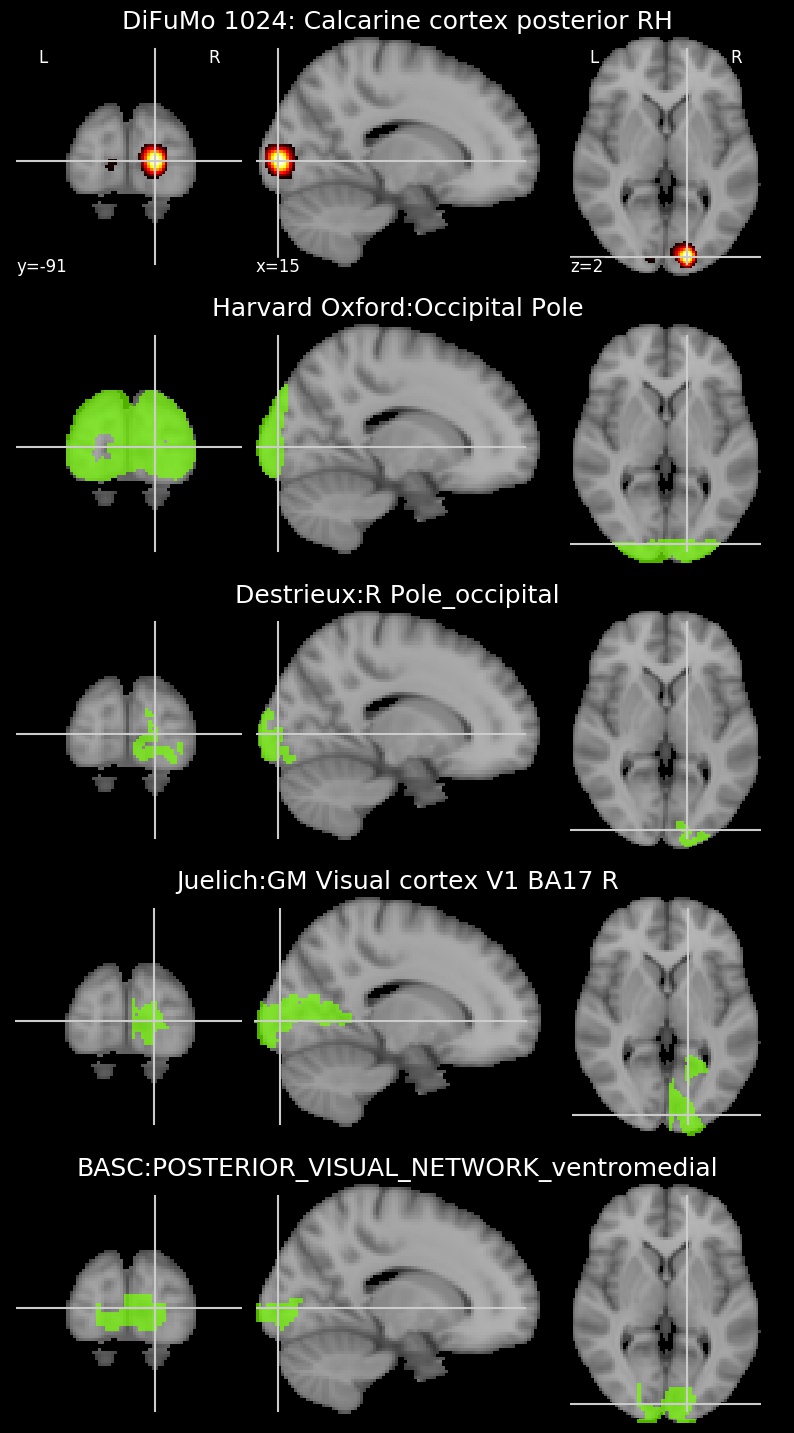 DiFuMo 1024: Calcarine cortex posterior RH
L R L R
y=-91 x=15 z=2
Harvard Oxford:Occipital Pole
Destrieux:R Pole_occipital
Juelich:GM Visual cortex V1 BA17 R
BASC:POSTERIOR_VISUAL_NETWORK_ventromedial